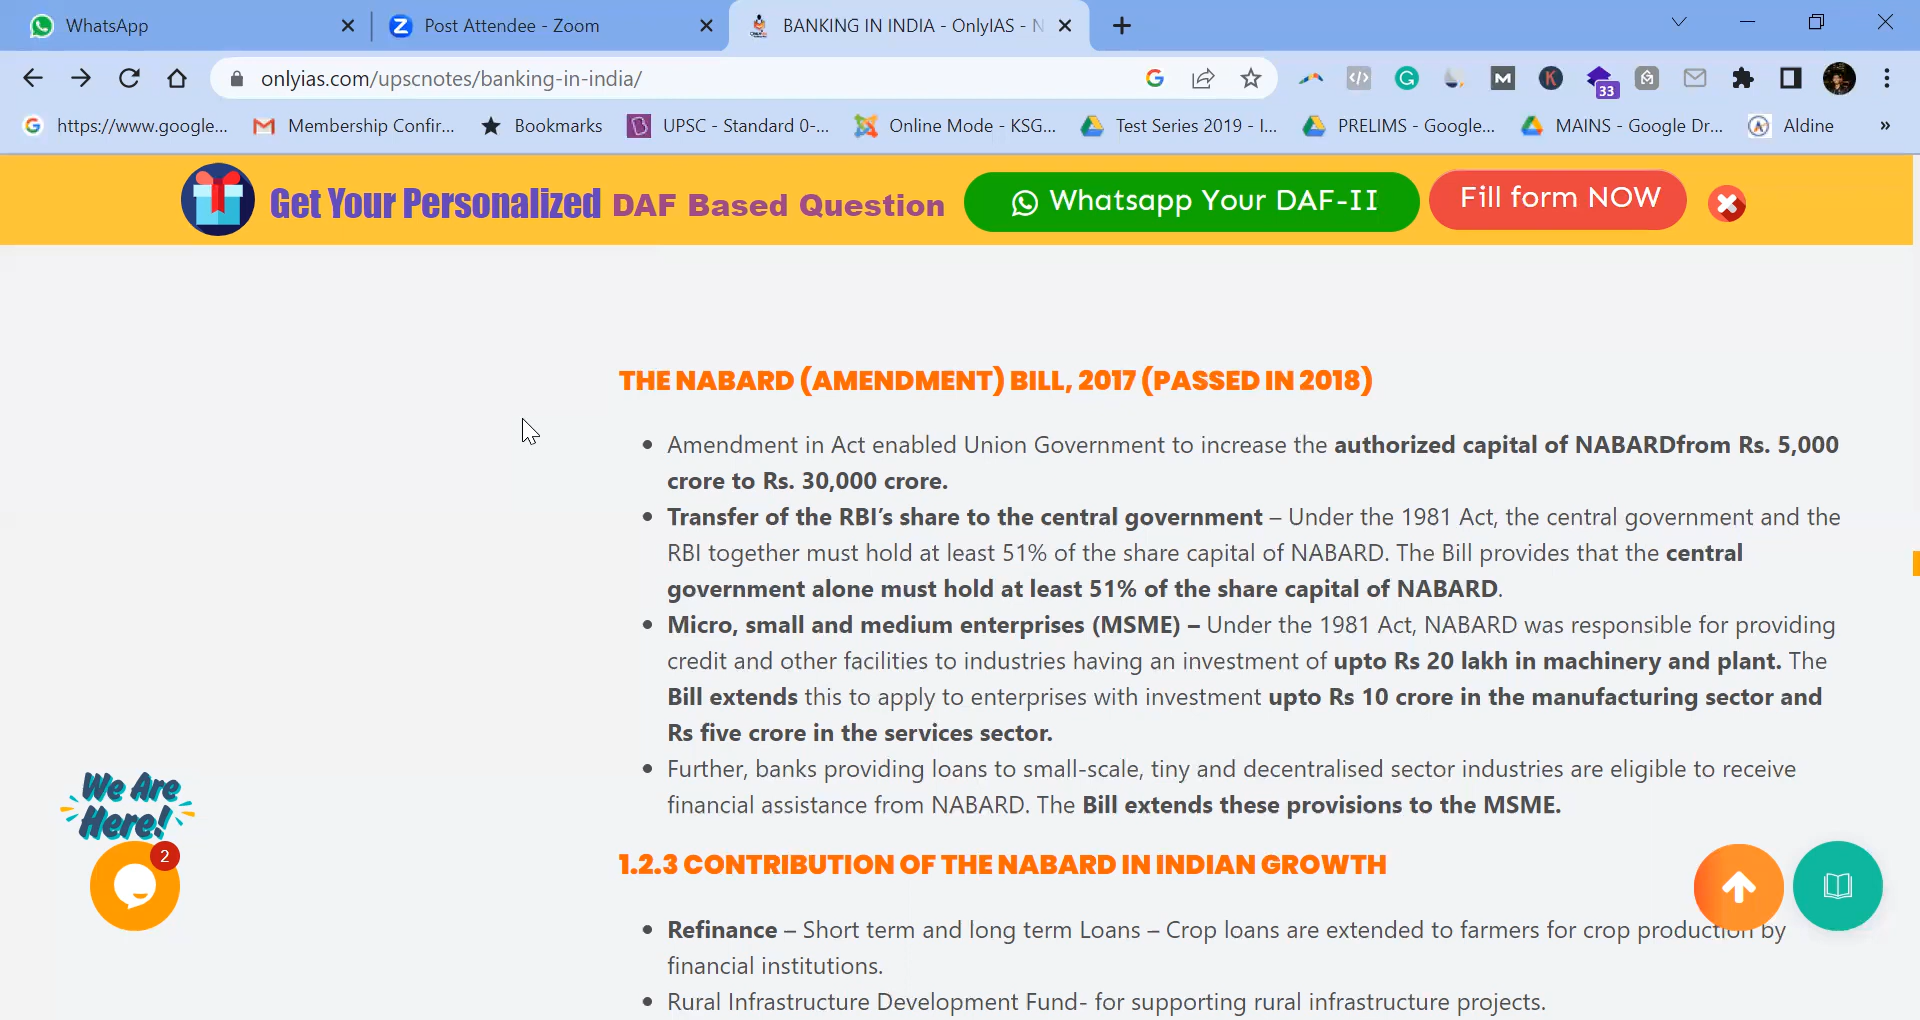 WhatsApp
Post Attendee - Zoom
BANKING IN INDIA - OnlyIAS - N
onlyias.com/upscnotes/banking-in-india/
33
https://www.google...
Membership Confir...
Bookmarks
UPSC - Standard 0-...
Online Mode - KSG...
Test Series 2019 - I...
PRELIMS - Google...
MAINS - Google Dr...
Aldine
»
Get Your Personalized DAF Based Question
Whatsapp Your DAF-II
Fill form NOW
THE NABARD (AMENDMENT) BILL, 2017 (PASSED IN 2018)
• Amendment in Act enabled Union Government to increase the authorized capital of NABARDfrom Rs. 5,000
crore to Rs. 30,000 crore.
• Transfer of the RBI’s share to the central government – Under the 1981 Act, the central government and the
RBI together must hold at least 51% of the share capital of NABARD. The Bill provides that the central
government alone must hold at least 51% of the share capital of NABARD.
• Micro, small and medium enterprises (MSME) – Under the 1981 Act, NABARD was responsible for providing
credit and other facilities to industries having an investment of upto Rs 20 lakh in machinery and plant. The
Bill extends this to apply to enterprises with investment upto Rs 10 crore in the manufacturing sector and
Rs five crore in the services sector.
• Further, banks providing loans to small-scale, tiny and decentralised sector industries are eligible to receive
financial assistance from NABARD. The Bill extends these provisions to the MSME.
We Are
Here!
2
1.2.3 CONTRIBUTION OF THE NABARD IN INDIAN GROWTH
• Refinance – Short term and long term Loans – Crop loans are extended to farmers for crop production by
financial institutions.
• Rural Infrastructure Development Fund- for supporting rural infrastructure projects.